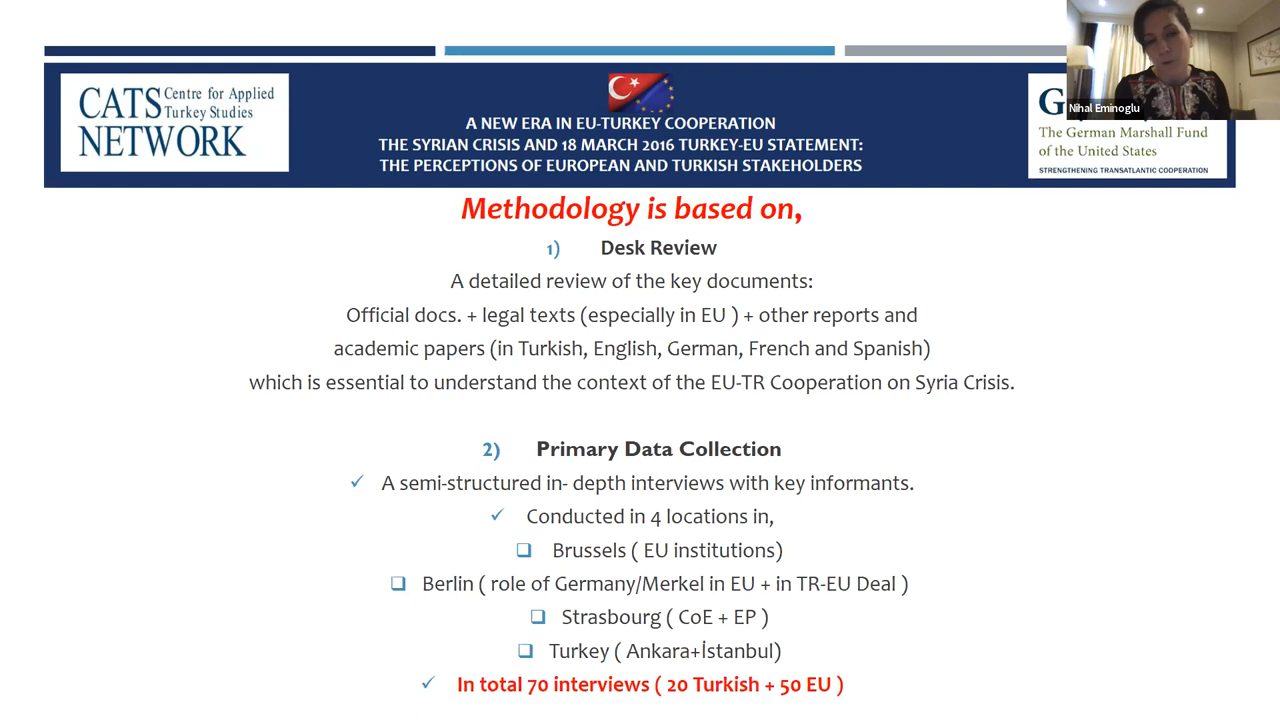 CATS Centre for Applied
Turkey Studies
NETWORK
A NEW ERA IN EU-TURKEY COOPERATION
THE SYRIAN CRISIS AND 18 MARCH 2016 TURKEY-EU STATEMENT:
THE PERCEPTIONS OF EUROPEAN AND TURKISH STAKEHOLDERS
G
Nihal Eminoglu
The German Marshall Fund
of the United States
STRENGTHENING TRANSATLANTIC COOPERATION
Methodology is based on,
1) Desk Review
A detailed review of the key documents:
Official docs. + legal texts (especially in EU ) + other reports and
academic papers (in Turkish, English, German, French and Spanish)
which is essential to understand the context of the EU-TR Cooperation on Syria Crisis.
2) Primary Data Collection
✓ A semi-structured in- depth interviews with key informants.
✓ Conducted in 4 locations in,
❑ Brussels ( EU institutions)
❑ Berlin ( role of Germany/Merkel in EU + in TR-EU Deal )
❑ Strasbourg ( CoE + EP )
❑ Turkey ( Ankara+İstanbul)
✓ In total 70 interviews ( 20 Turkish + 50 EU )